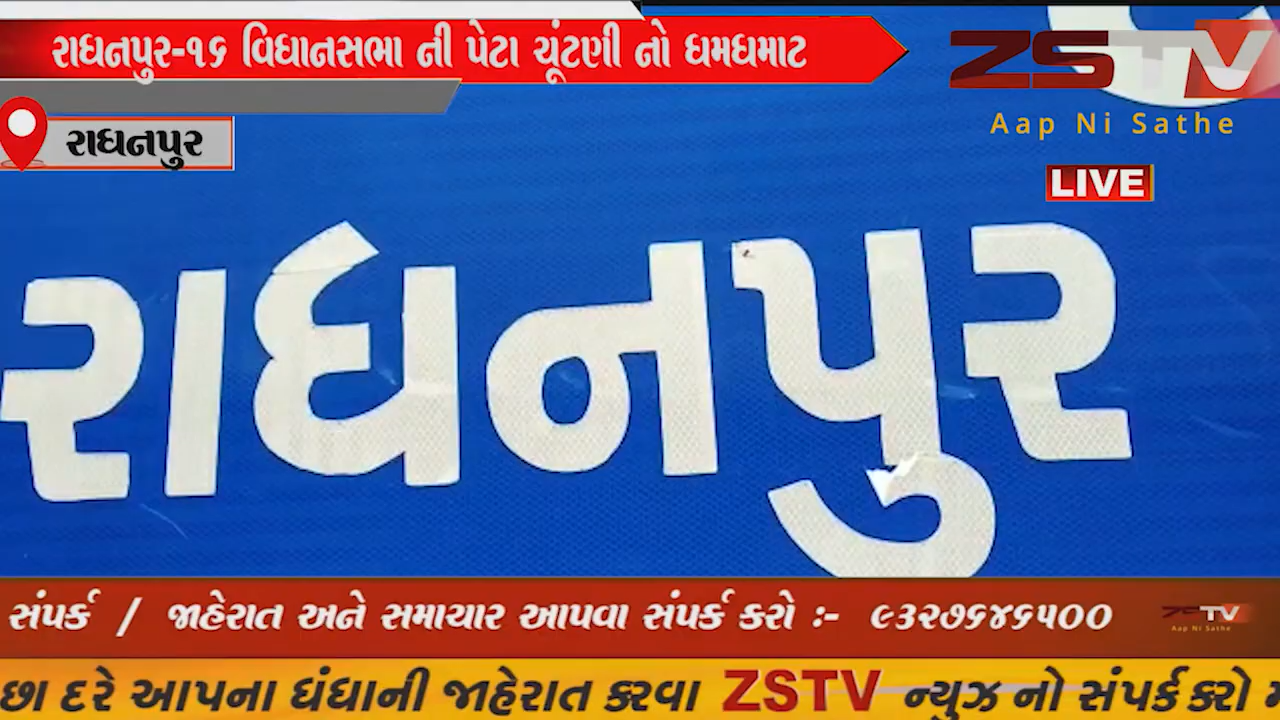 રાધનપુર-૧૬ વિધાનસભા ની પેટા ચૂંટણી નો ધમધમાટ
ZSTV
Aap Ni Sathe
રાધનપુર
LIVE
રાધનપુર
સંપર્ક / જાહેરાત અને સમાચાર આપવા સંપર્ક કરો :- ૯૩૨૭૬૪૬૫૦૦
ZSTV
Aap Ni Sathe
છા દરે આપના ધંધાની જાહેરાત કરવા ZSTV ન્યુઝ નો સંપર્ક કરો